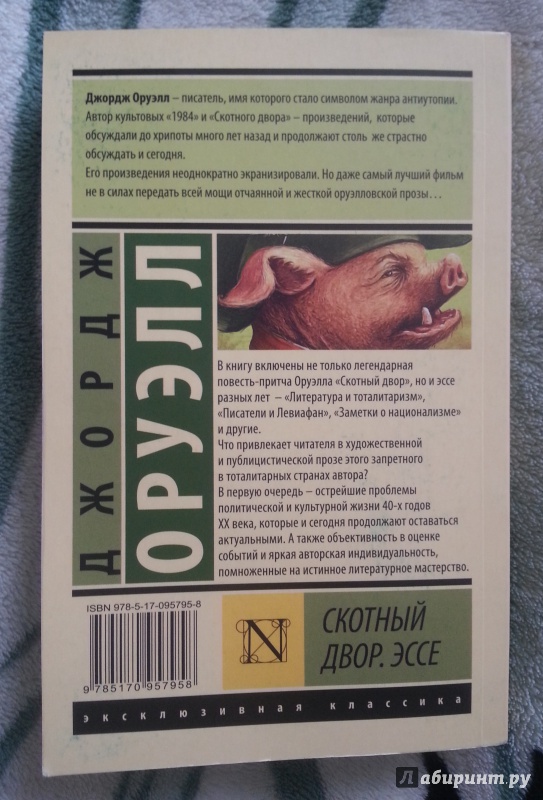 Джордж Оруэлл – писатель, имя которого стало символом жанра антиутопии.
Автор культовых «1984» и «Скотного двора» – произведений, которые
обсуждали до хрипоты много лет назад и продолжают столь же страстно
обсуждать и сегодня.
Его произведения неоднократно экранизировали. Но даже самый лучший фильм
не в силах передать всей мощи отчаянной и жесткой оруэлловской прозы...
ДЖОРДЖ
ОРУЭЛЛ
В книгу включены не только легендарная
повесть-притча Оруэлла «Скотный двор», но и эссе
разных лет – «Литература и тоталитаризм»,
«Писатели и Левиафан», «Заметки о национализме»
и другие.
Что привлекает читателя в художественной
и публицистической прозе этого запретного
в тоталитарных странах автора?
В первую очередь – острейшие проблемы
политической и культурной жизни 40-х годов
XX века, которые и сегодня продолжают оставаться
актуальными. А также объективность в оценке
событий и яркая авторская индивидуальность,
помноженные на истинное литературное мастерство.
ISBN 978-5-17-095795-8
9 785170 957958
N
СКОТНЫЙ
ДВОР. ЭССЕ
эксклюзивная классика
Лабиринт.ру